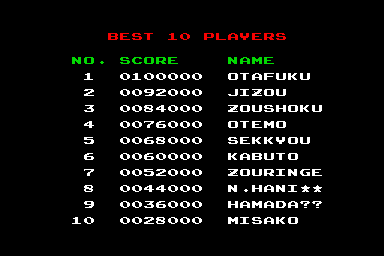 BEST 10 PLAYERS
NO. SCORE NAME
1 0100000 OTAFUKU
2 0092000 JIZOU
3 0084000 ZOUSHOKU
4 0076000 OTEMO
5 0068000 SEKKYOU
6 0060000 KABUTO
7 0052000 ZOURINGE
8 0044000 N.HANI★★
9 0036000 HAMADA??
10 0028000 MISAKO